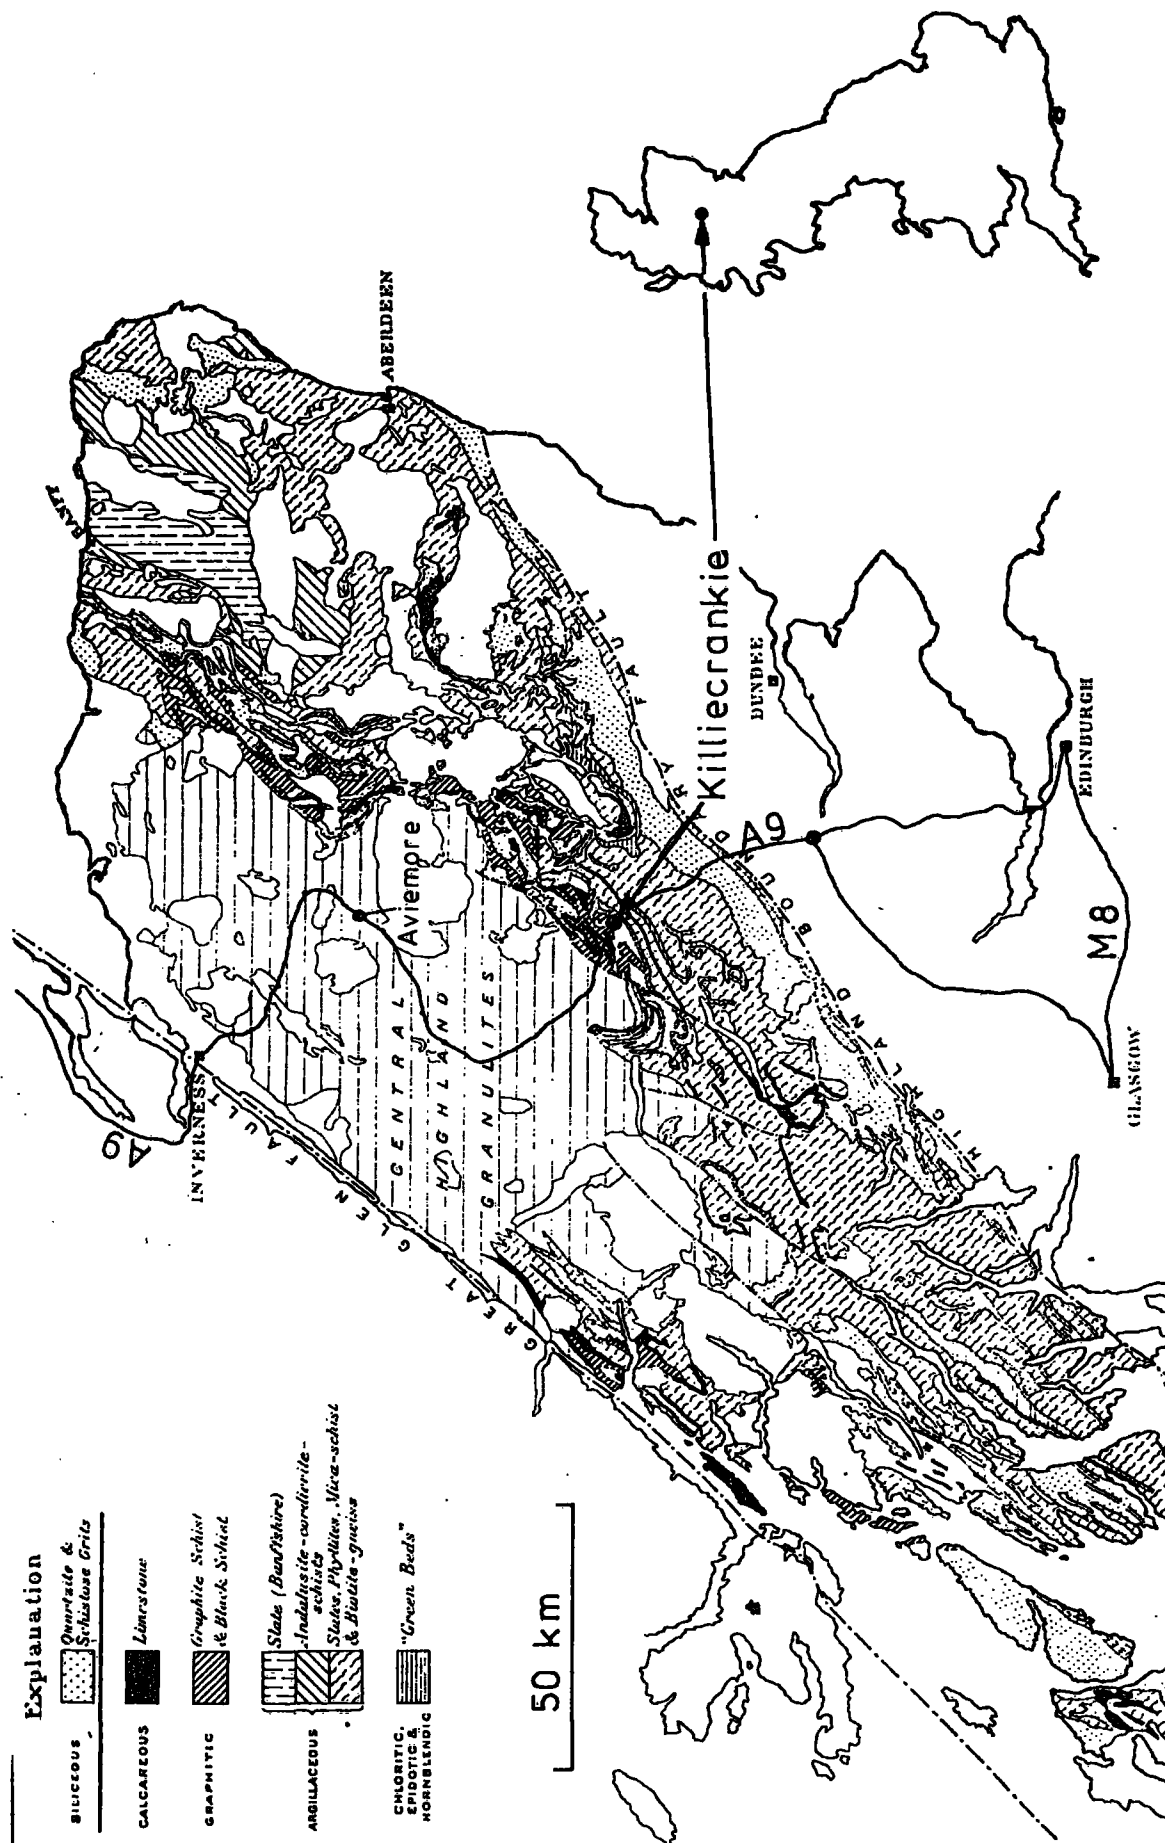 Explanation
SILICEOUS
Quartzite &
Schistose Grits
CALCAREOUS
Limestone
GRAPHITIC
Graphite Schist
& Black Schist
ARGILLACEOUS
Slate (Banffshire)
Andalusite-cordierite-
schists
Slates, Phyllites, Mica-schist
& Biotite-gneiss
CHLORITIC,
EPIDOTIC &
HORNBLENDIC
"Green Beds"
50 km
A9
INVERNESS
GREAT GLEN FAULT
CENTRAL
HIGHLAND
GRANULITES
Aviemore
BANFF
ABERDEEN
HIGHLAND BOUNDARY FAULT
Killiecrankie
A9
DUNDEE
EDINBURGH
M8
GLASGOW